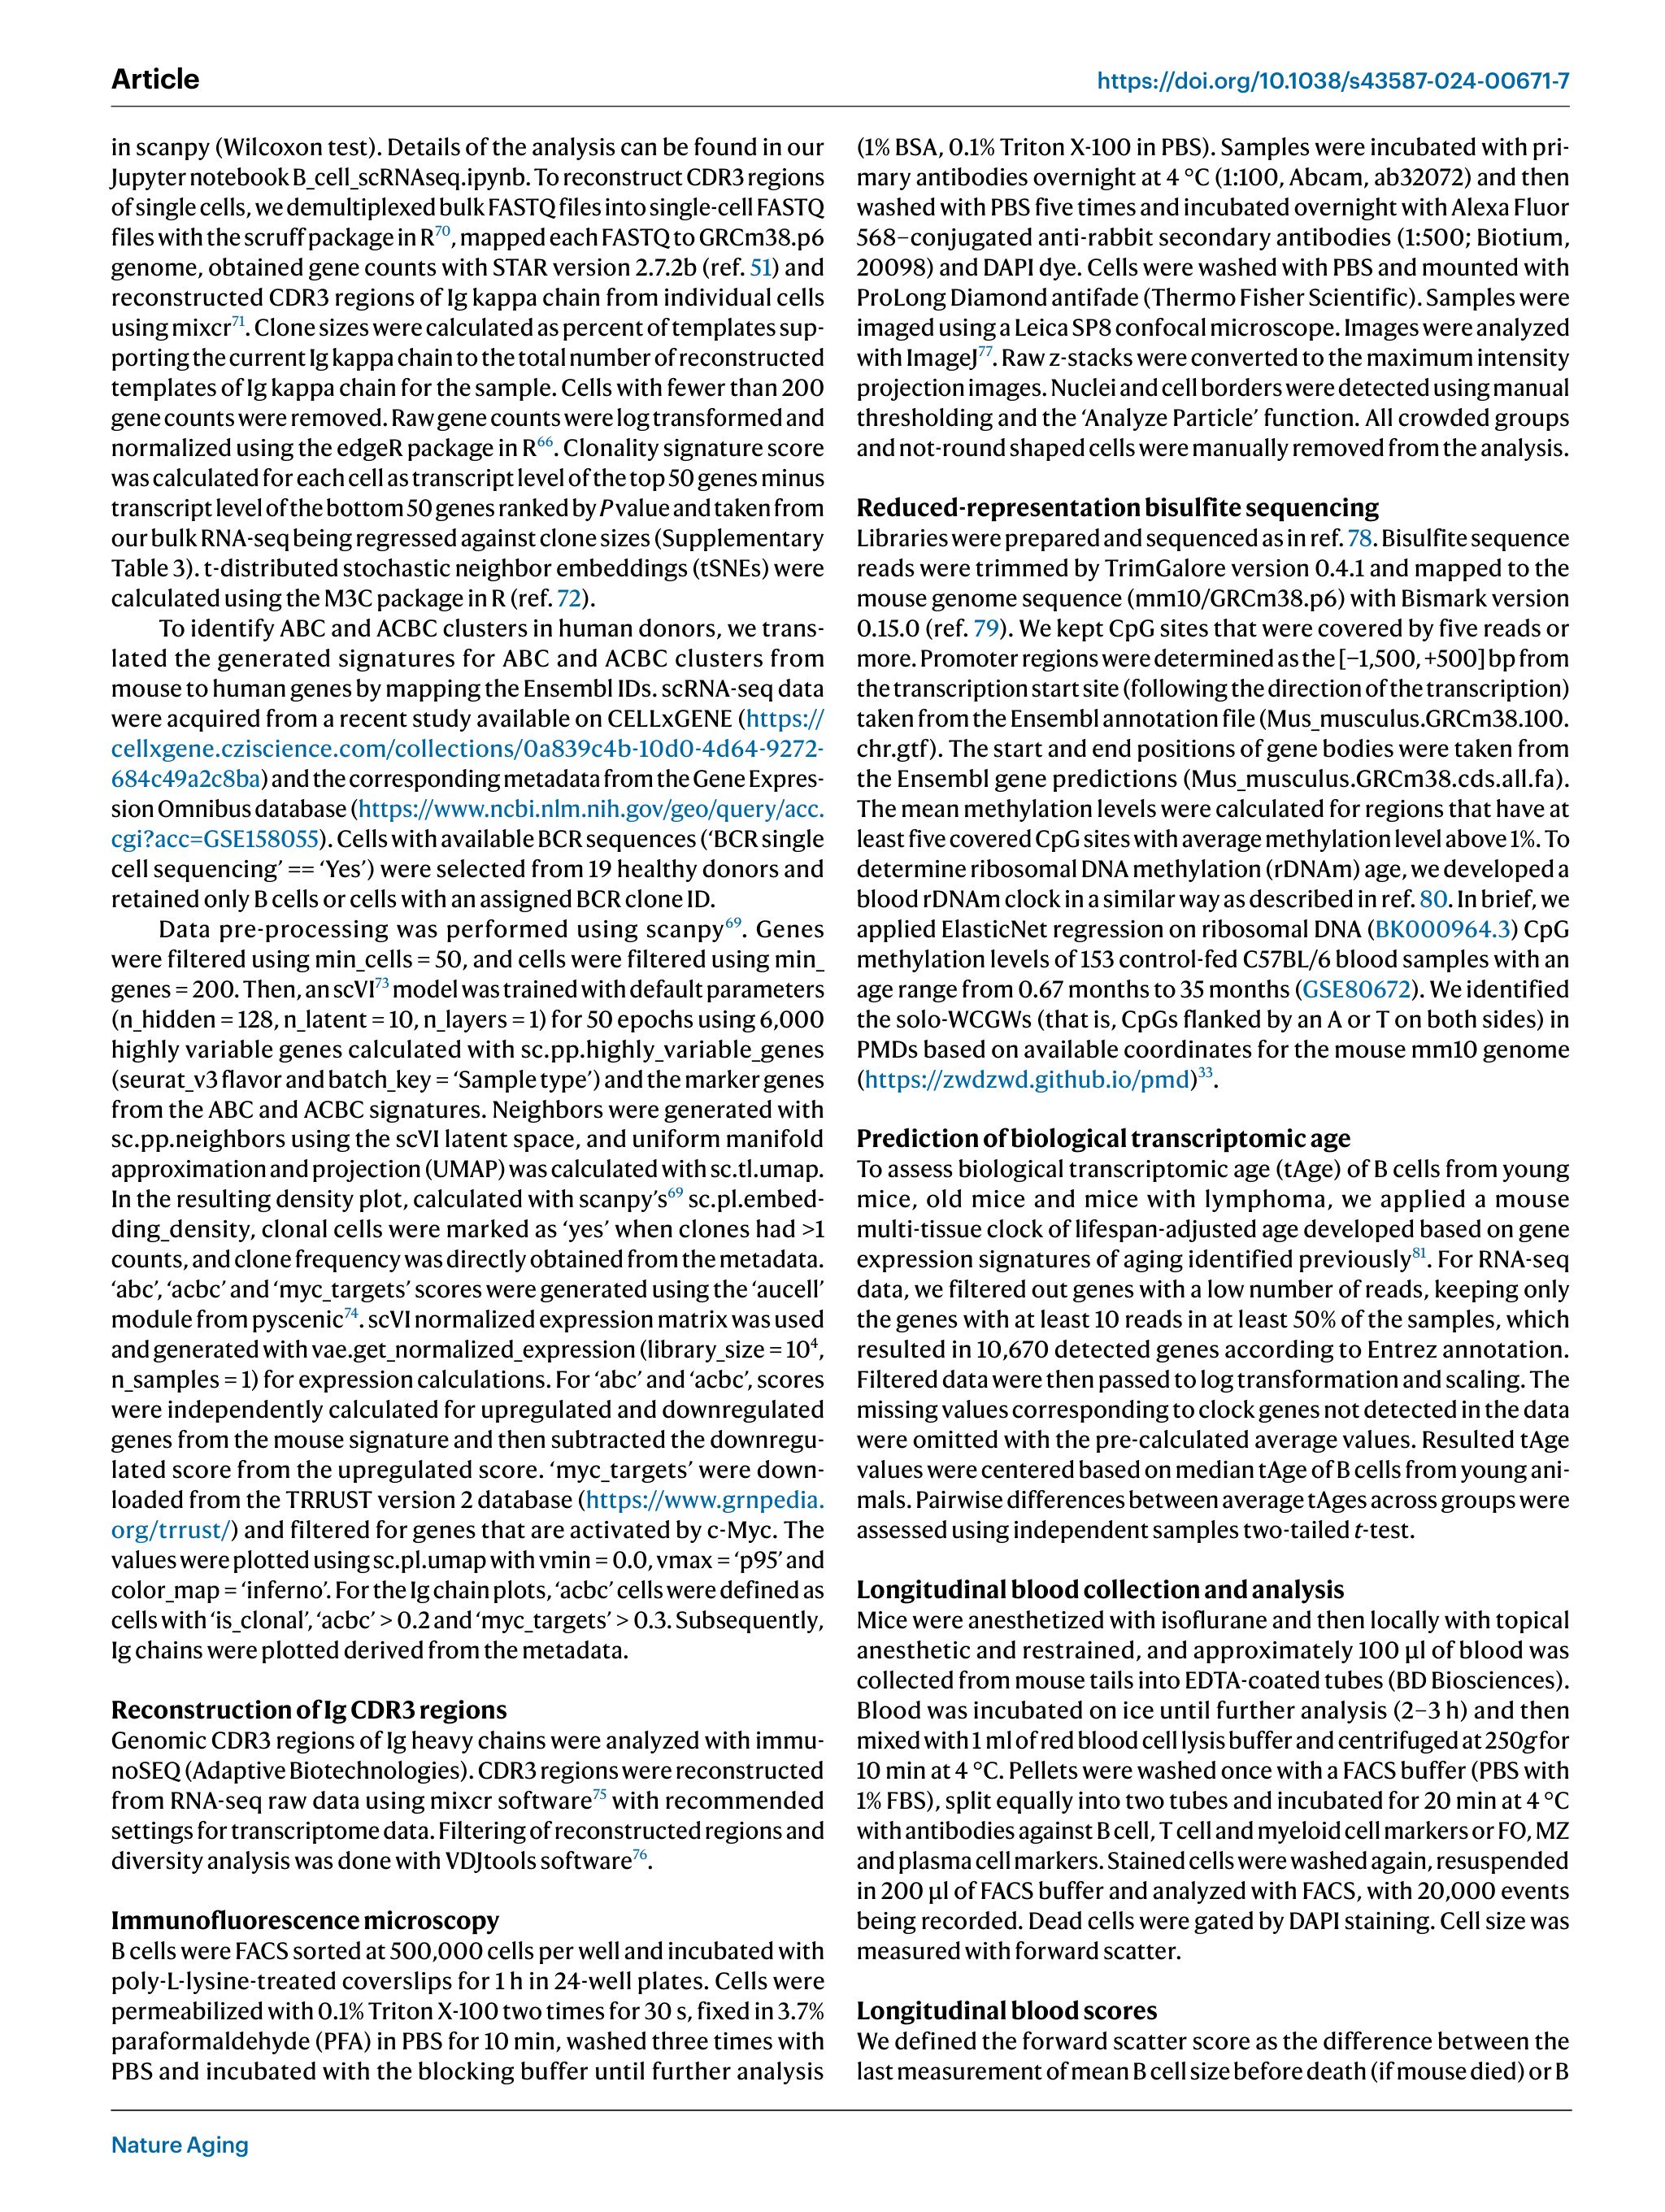 Article
https://doi.org/10.1038/s43587-024-00671-7
in scanpy (Wilcoxon test). Details of the analysis can be found in our
Jupyter notebook B_cell_scRNAseq.ipynb. To reconstruct CDR3 regions
of single cells, we demultiplexed bulk FASTQ files into single-cell FASTQ
files with the scruff package in R70, mapped each FASTQ to GRCm38.p6
genome, obtained gene counts with STAR version 2.7.2b (ref. 51) and
reconstructed CDR3 regions of Ig kappa chain from individual cells
using mixcr71. Clone sizes were calculated as percent of templates sup-
porting the current Ig kappa chain to the total number of reconstructed
templates of Ig kappa chain for the sample. Cells with fewer than 200
gene counts were removed. Raw gene counts were log transformed and
normalized using the edgeR package in R66. Clonality signature score
was calculated for each cell as transcript level of the top 50 genes minus
transcript level of the bottom 50 genes ranked by P value and taken from
our bulk RNA-seq being regressed against clone sizes (Supplementary
Table 3). t-distributed stochastic neighbor embeddings (tSNEs) were
calculated using the M3C package in R (ref. 72).
To identify ABC and ACBC clusters in human donors, we trans-
lated the generated signatures for ABC and ACBC clusters from
mouse to human genes by mapping the Ensembl IDs. scRNA-seq data
were acquired from a recent study available on CELLxGENE (https://
cellxgene.cziscience.com/collections/0a839c4b-10d0-4d64-9272-
684c49a2c8ba) and the corresponding metadata from the Gene Expres-
sion Omnibus database (https://www.ncbi.nlm.nih.gov/geo/query/acc.
cgi?acc=GSE158055). Cells with available BCR sequences (‘BCR single
cell sequencing’ == ‘Yes’) were selected from 19 healthy donors and
retained only B cells or cells with an assigned BCR clone ID.
Data pre-processing was performed using scanpy69. Genes
were filtered using min_cells = 50, and cells were filtered using min_
genes = 200. Then, an scVI73 model was trained with default parameters
(n_hidden = 128, n_latent = 10, n_layers = 1) for 50 epochs using 6,000
highly variable genes calculated with sc.pp.highly_variable_genes
(seurat_v3 flavor and batch_key = ‘Sample type’) and the marker genes
from the ABC and ACBC signatures. Neighbors were generated with
sc.pp.neighbors using the scVI latent space, and uniform manifold
approximation and projection (UMAP) was calculated with sc.tl.umap.
In the resulting density plot, calculated with scanpy’s69 sc.pl.embed-
ding_density, clonal cells were marked as ‘yes’ when clones had >1
counts, and clone frequency was directly obtained from the metadata.
‘abc’, ‘acbc’ and ‘myc_targets’ scores were generated using the ‘aucell’
module from pyscenic74. scVI normalized expression matrix was used
and generated with vae.get_normalized_expression (library_size = 104,
n_samples = 1) for expression calculations. For ‘abc’ and ‘acbc’, scores
were independently calculated for upregulated and downregulated
genes from the mouse signature and then subtracted the downregu-
lated score from the upregulated score. ‘myc_targets’ were down-
loaded from the TRRUST version 2 database (https://www.grnpedia.
org/trrust/) and filtered for genes that are activated by c-Myc. The
values were plotted using sc.pl.umap with vmin = 0.0, vmax = ‘p95’ and
color_map = ‘inferno’. For the Ig chain plots, ‘acbc’ cells were defined as
cells with ‘is_clonal’, ‘acbc’ > 0.2 and ‘myc_targets’ > 0.3. Subsequently,
Ig chains were plotted derived from the metadata.
Reconstruction of Ig CDR3 regions
Genomic CDR3 regions of Ig heavy chains were analyzed with immu-
noSEQ (Adaptive Biotechnologies). CDR3 regions were reconstructed
from RNA-seq raw data using mixcr software75 with recommended
settings for transcriptome data. Filtering of reconstructed regions and
diversity analysis was done with VDJtools software76.
Immunofluorescence microscopy
B cells were FACS sorted at 500,000 cells per well and incubated with
poly-L-lysine-treated coverslips for 1 h in 24-well plates. Cells were
permeabilized with 0.1% Triton X-100 two times for 30 s, fixed in 3.7%
paraformaldehyde (PFA) in PBS for 10 min, washed three times with
PBS and incubated with the blocking buffer until further analysis
(1% BSA, 0.1% Triton X-100 in PBS). Samples were incubated with pri-
mary antibodies overnight at 4 °C (1:100, Abcam, ab32072) and then
washed with PBS five times and incubated overnight with Alexa Fluor
568–conjugated anti-rabbit secondary antibodies (1:500; Biotium,
20098) and DAPI dye. Cells were washed with PBS and mounted with
ProLong Diamond antifade (Thermo Fisher Scientific). Samples were
imaged using a Leica SP8 confocal microscope. Images were analyzed
with ImageJ77. Raw z-stacks were converted to the maximum intensity
projection images. Nuclei and cell borders were detected using manual
thresholding and the ‘Analyze Particle’ function. All crowded groups
and not-round shaped cells were manually removed from the analysis.
Reduced-representation bisulfite sequencing
Libraries were prepared and sequenced as in ref. 78. Bisulfite sequence
reads were trimmed by TrimGalore version 0.4.1 and mapped to the
mouse genome sequence (mm10/GRCm38.p6) with Bismark version
0.15.0 (ref. 79). We kept CpG sites that were covered by five reads or
more. Promoter regions were determined as the [−1,500, +500] bp from
the transcription start site (following the direction of the transcription)
taken from the Ensembl annotation file (Mus_musculus.GRCm38.100.
chr.gtf). The start and end positions of gene bodies were taken from
the Ensembl gene predictions (Mus_musculus.GRCm38.cds.all.fa).
The mean methylation levels were calculated for regions that have at
least five covered CpG sites with average methylation level above 1%. To
determine ribosomal DNA methylation (rDNAm) age, we developed a
blood rDNAm clock in a similar way as described in ref. 80. In brief, we
applied ElasticNet regression on ribosomal DNA (BK000964.3) CpG
methylation levels of 153 control-fed C57BL/6 blood samples with an
age range from 0.67 months to 35 months (GSE80672). We identified
the solo-WCGWs (that is, CpGs flanked by an A or T on both sides) in
PMDs based on available coordinates for the mouse mm10 genome
(https://zwdzwd.github.io/pmd)33.
Prediction of biological transcriptomic age
To assess biological transcriptomic age (tAge) of B cells from young
mice, old mice and mice with lymphoma, we applied a mouse
multi-tissue clock of lifespan-adjusted age developed based on gene
expression signatures of aging identified previously81. For RNA-seq
data, we filtered out genes with a low number of reads, keeping only
the genes with at least 10 reads in at least 50% of the samples, which
resulted in 10,670 detected genes according to Entrez annotation.
Filtered data were then passed to log transformation and scaling. The
missing values corresponding to clock genes not detected in the data
were omitted with the pre-calculated average values. Resulted tAge
values were centered based on median tAge of B cells from young ani-
mals. Pairwise differences between average tAges across groups were
assessed using independent samples two-tailed t-test.
Longitudinal blood collection and analysis
Mice were anesthetized with isoflurane and then locally with topical
anesthetic and restrained, and approximately 100 µl of blood was
collected from mouse tails into EDTA-coated tubes (BD Biosciences).
Blood was incubated on ice until further analysis (2–3 h) and then
mixed with 1 ml of red blood cell lysis buffer and centrifuged at 250g for
10 min at 4 °C. Pellets were washed once with a FACS buffer (PBS with
1% FBS), split equally into two tubes and incubated for 20 min at 4 °C
with antibodies against B cell, T cell and myeloid cell markers or FO, MZ
and plasma cell markers. Stained cells were washed again, resuspended
in 200 µl of FACS buffer and analyzed with FACS, with 20,000 events
being recorded. Dead cells were gated by DAPI staining. Cell size was
measured with forward scatter.
Longitudinal blood scores
We defined the forward scatter score as the difference between the
last measurement of mean B cell size before death (if mouse died) or B
Nature Aging